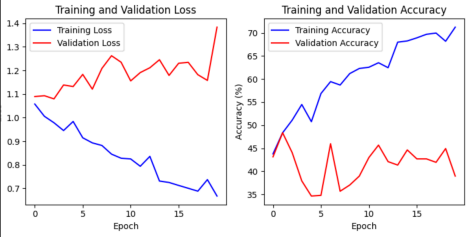 Training and Validation Loss
1.4
1.3
1.2
1.1
1.0
0.9
0.8
0.7
Training Loss
Validation Loss
0
5
10
15
Epoch
Training and Validation Accuracy
Accuracy (%)
70
65
60
55
50
45
40
35
Training Accuracy
Validation Accuracy
0
5
10
15
Epoch